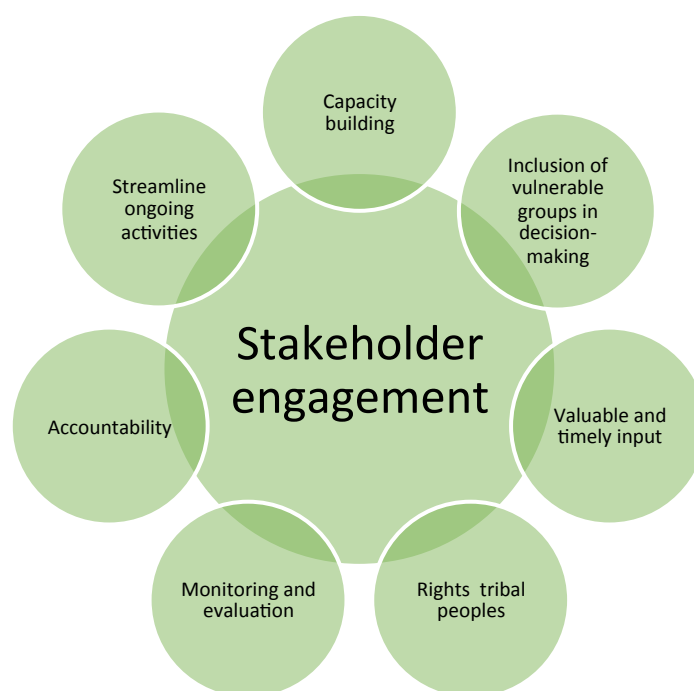 Capacity
building
Inclusion of
vulnerable
groups in
decision-
making
Valuable and
timely input
Rights  tribal
peoples
Monitoring and
evaluation
Accountability
Streamline
ongoing
activities
Stakeholder
engagement